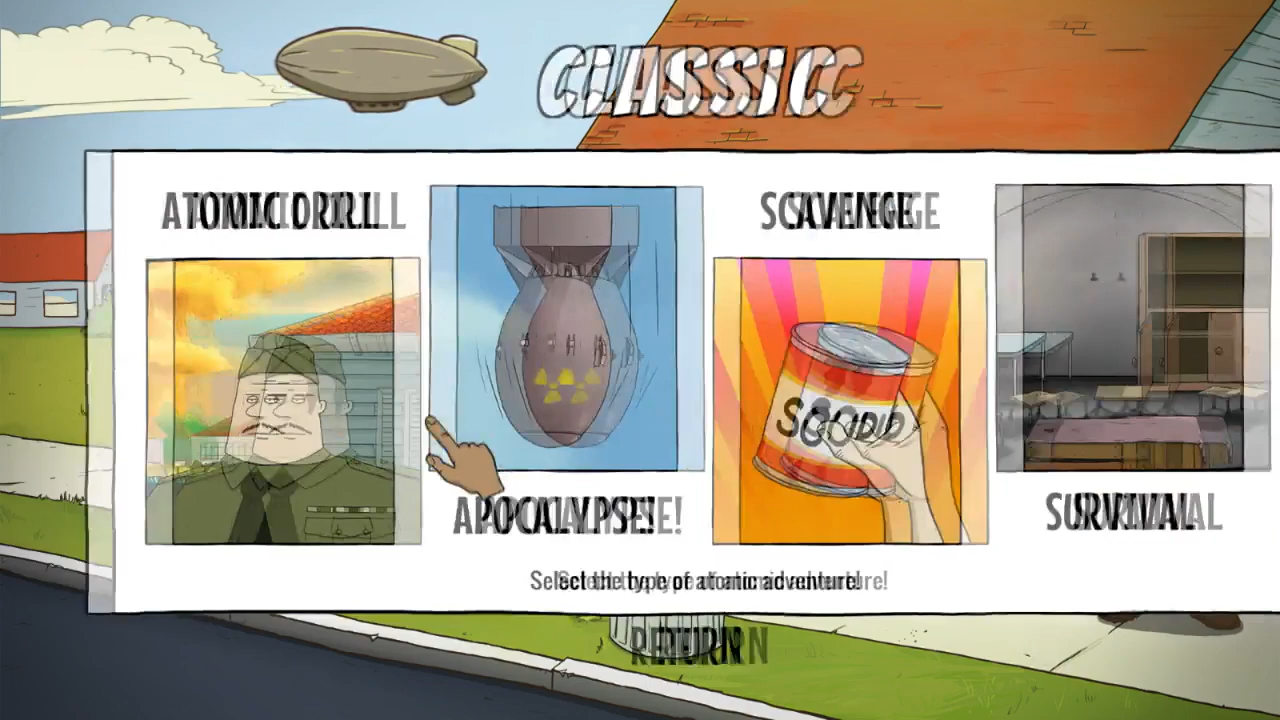 CLASSIC
ATOMIC DRILL
SCAVENGE
APOCALYPSE!
SURVIVAL
Select the type of atomic adventure!
RETURN